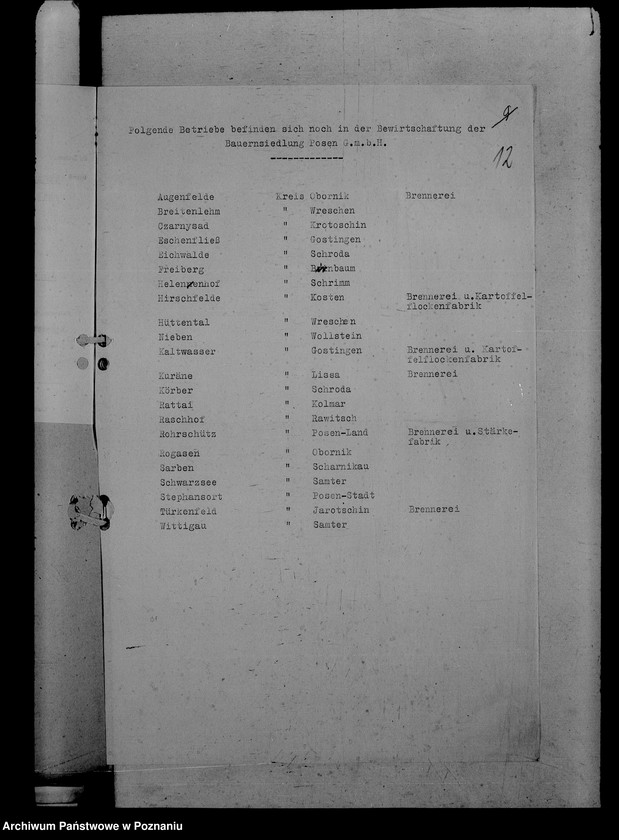 9
Folgende Betriebe befinden sich noch in der Bewirtschaftung der
Bauernsiedlung Posen G.m.b.H.
12
Augenfelde Kreis Obornik Brennerei
Breitenlehm " Wreschen
Czarnysad " Krotoschin
Eschenfließ " Gostingen
Eichwalde " Schroda
Freiberg " Birnbaum
Helenenhof " Schrimm
Hirschfelde " Kosten Brennerei u.Kartoffel-
flockenfabrik
Hüttental " Wreschen
Nieben " Wollstein
Kaltwasser " Gostingen Brennerei u. Kartof-
felflockenfabrik
Kuräne " Lissa Brennerei
Körber " Schroda
Rattai " Kolmar
Raschhof " Rawitsch
Rohrschütz " Posen-Land Brennerei u.Stärke-
fabrik
Rogasen " Obornik
Sarben " Scharnikau
Schwarzsee " Samter
Stephansort " Posen-Stadt
Türkenfeld " Jarotschin Brennerei
Wittigau " Samter
Archiwum Państwowe w Poznaniu